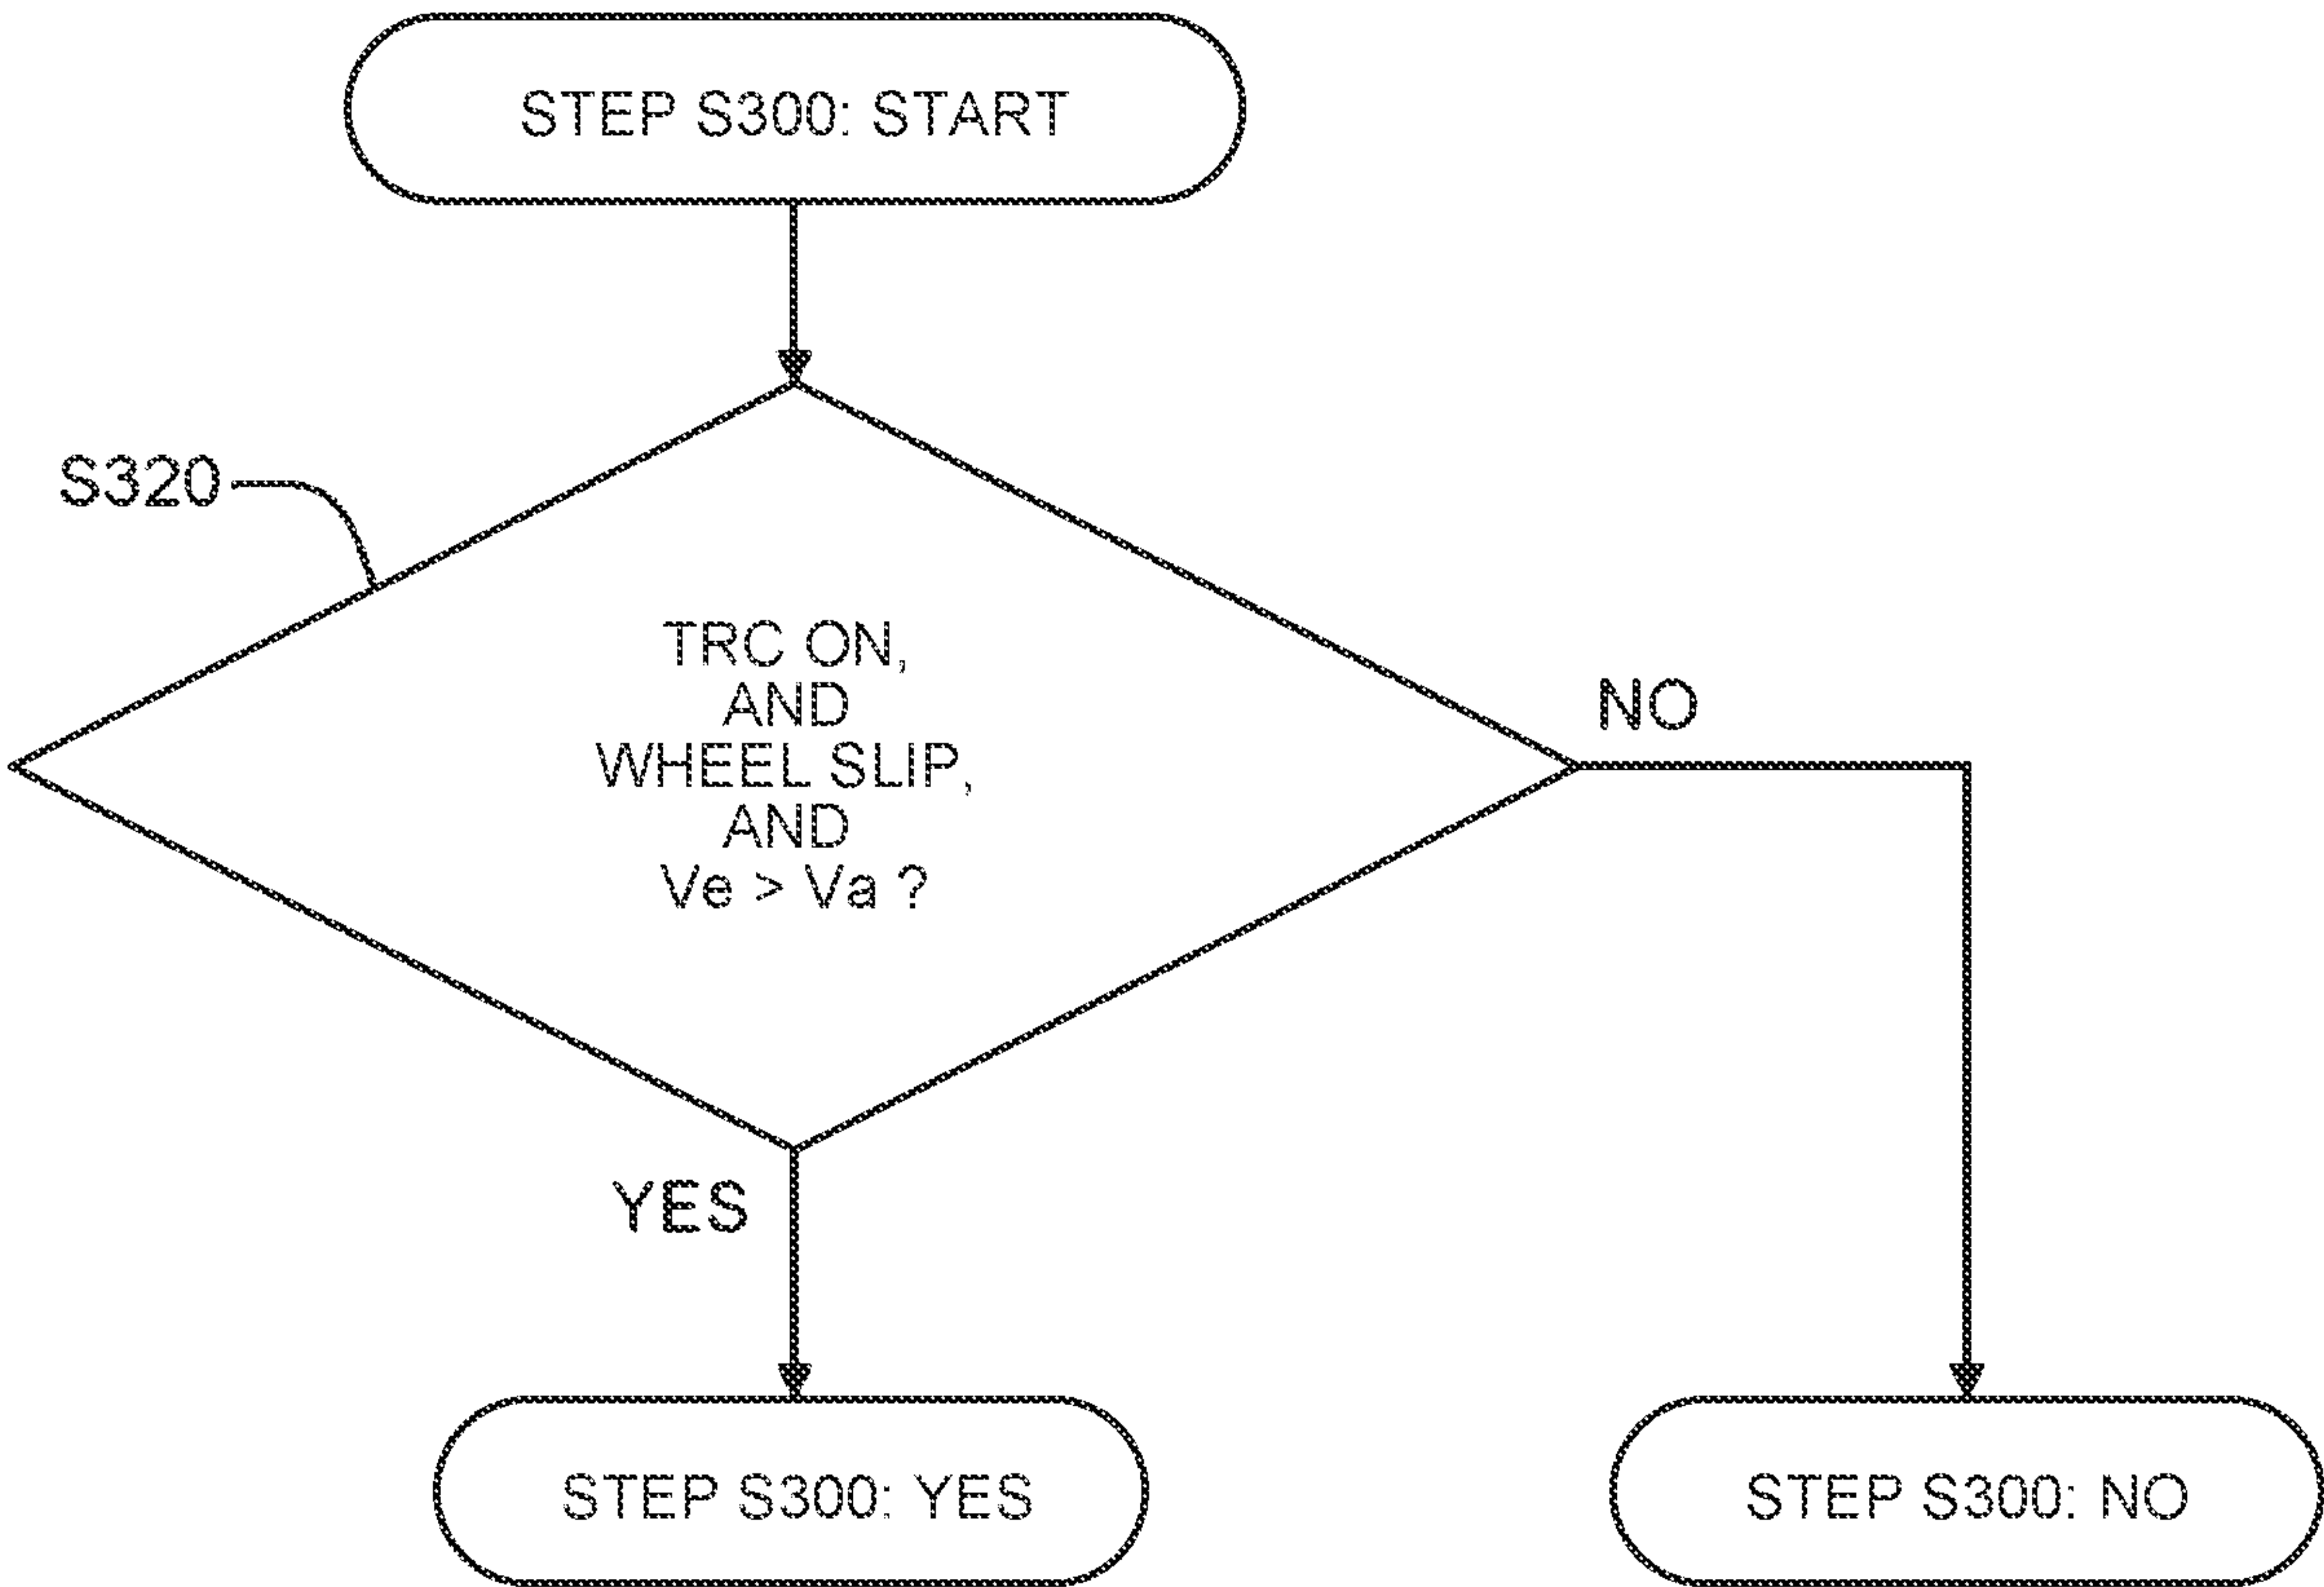 STEP S300: START
S320
TRC ON,
AND
WHEEL SLIP,
AND
Ve > Va ?
NO
YES
STEP S300: YES
STEP S300: NO